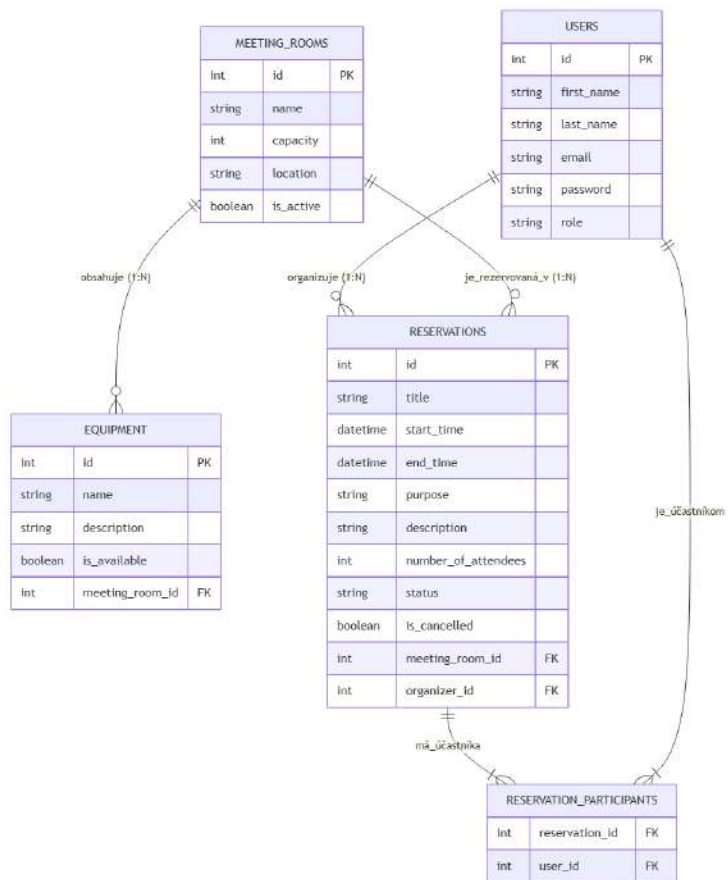 MEETING_ROOMS
int id PK
string name
int capacity
string location
boolean is_active
USERS
int id PK
string first_name
string last_name
string email
string password
string role
obsahuje (1:N)
organizuje (1:N)
je_rezervovaná_v (1:N)
RESERVATIONS
int id PK
string title
datetime start_time
datetime end_time
string purpose
string description
int number_of_attendees
string status
boolean is_cancelled
int meeting_room_id FK
int organizer_id FK
EQUIPMENT
int id PK
string name
string description
boolean is_available
int meeting_room_id FK
je_účastníkom
má_účastníka
RESERVATION_PARTICIPANTS
int reservation_id FK
int user_id FK